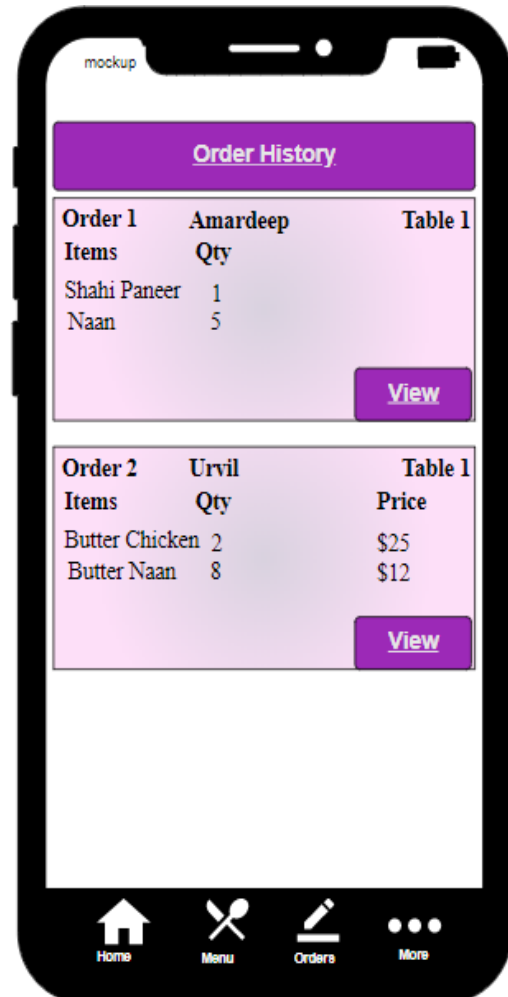 mockup
Order History
Order 1 Amardeep Table 1
Items Qty
Shahi Paneer 1
Naan 5
View
Order 2 Urvil Table 1
Items Qty Price
Butter Chicken 2 $25
Butter Naan 8 $12
View
Home Menu Orders More